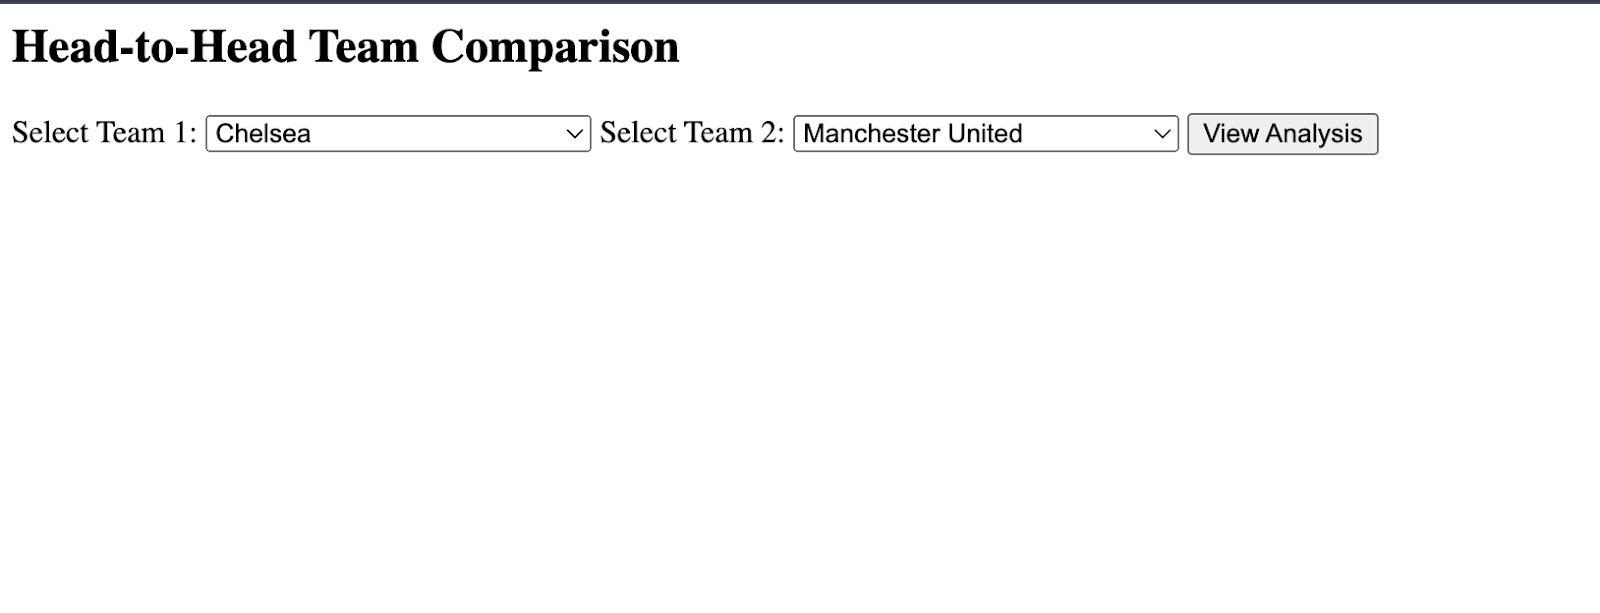 Head-to-Head Team Comparison
Select Team 1: Chelsea Select Team 2: Manchester United View Analysis